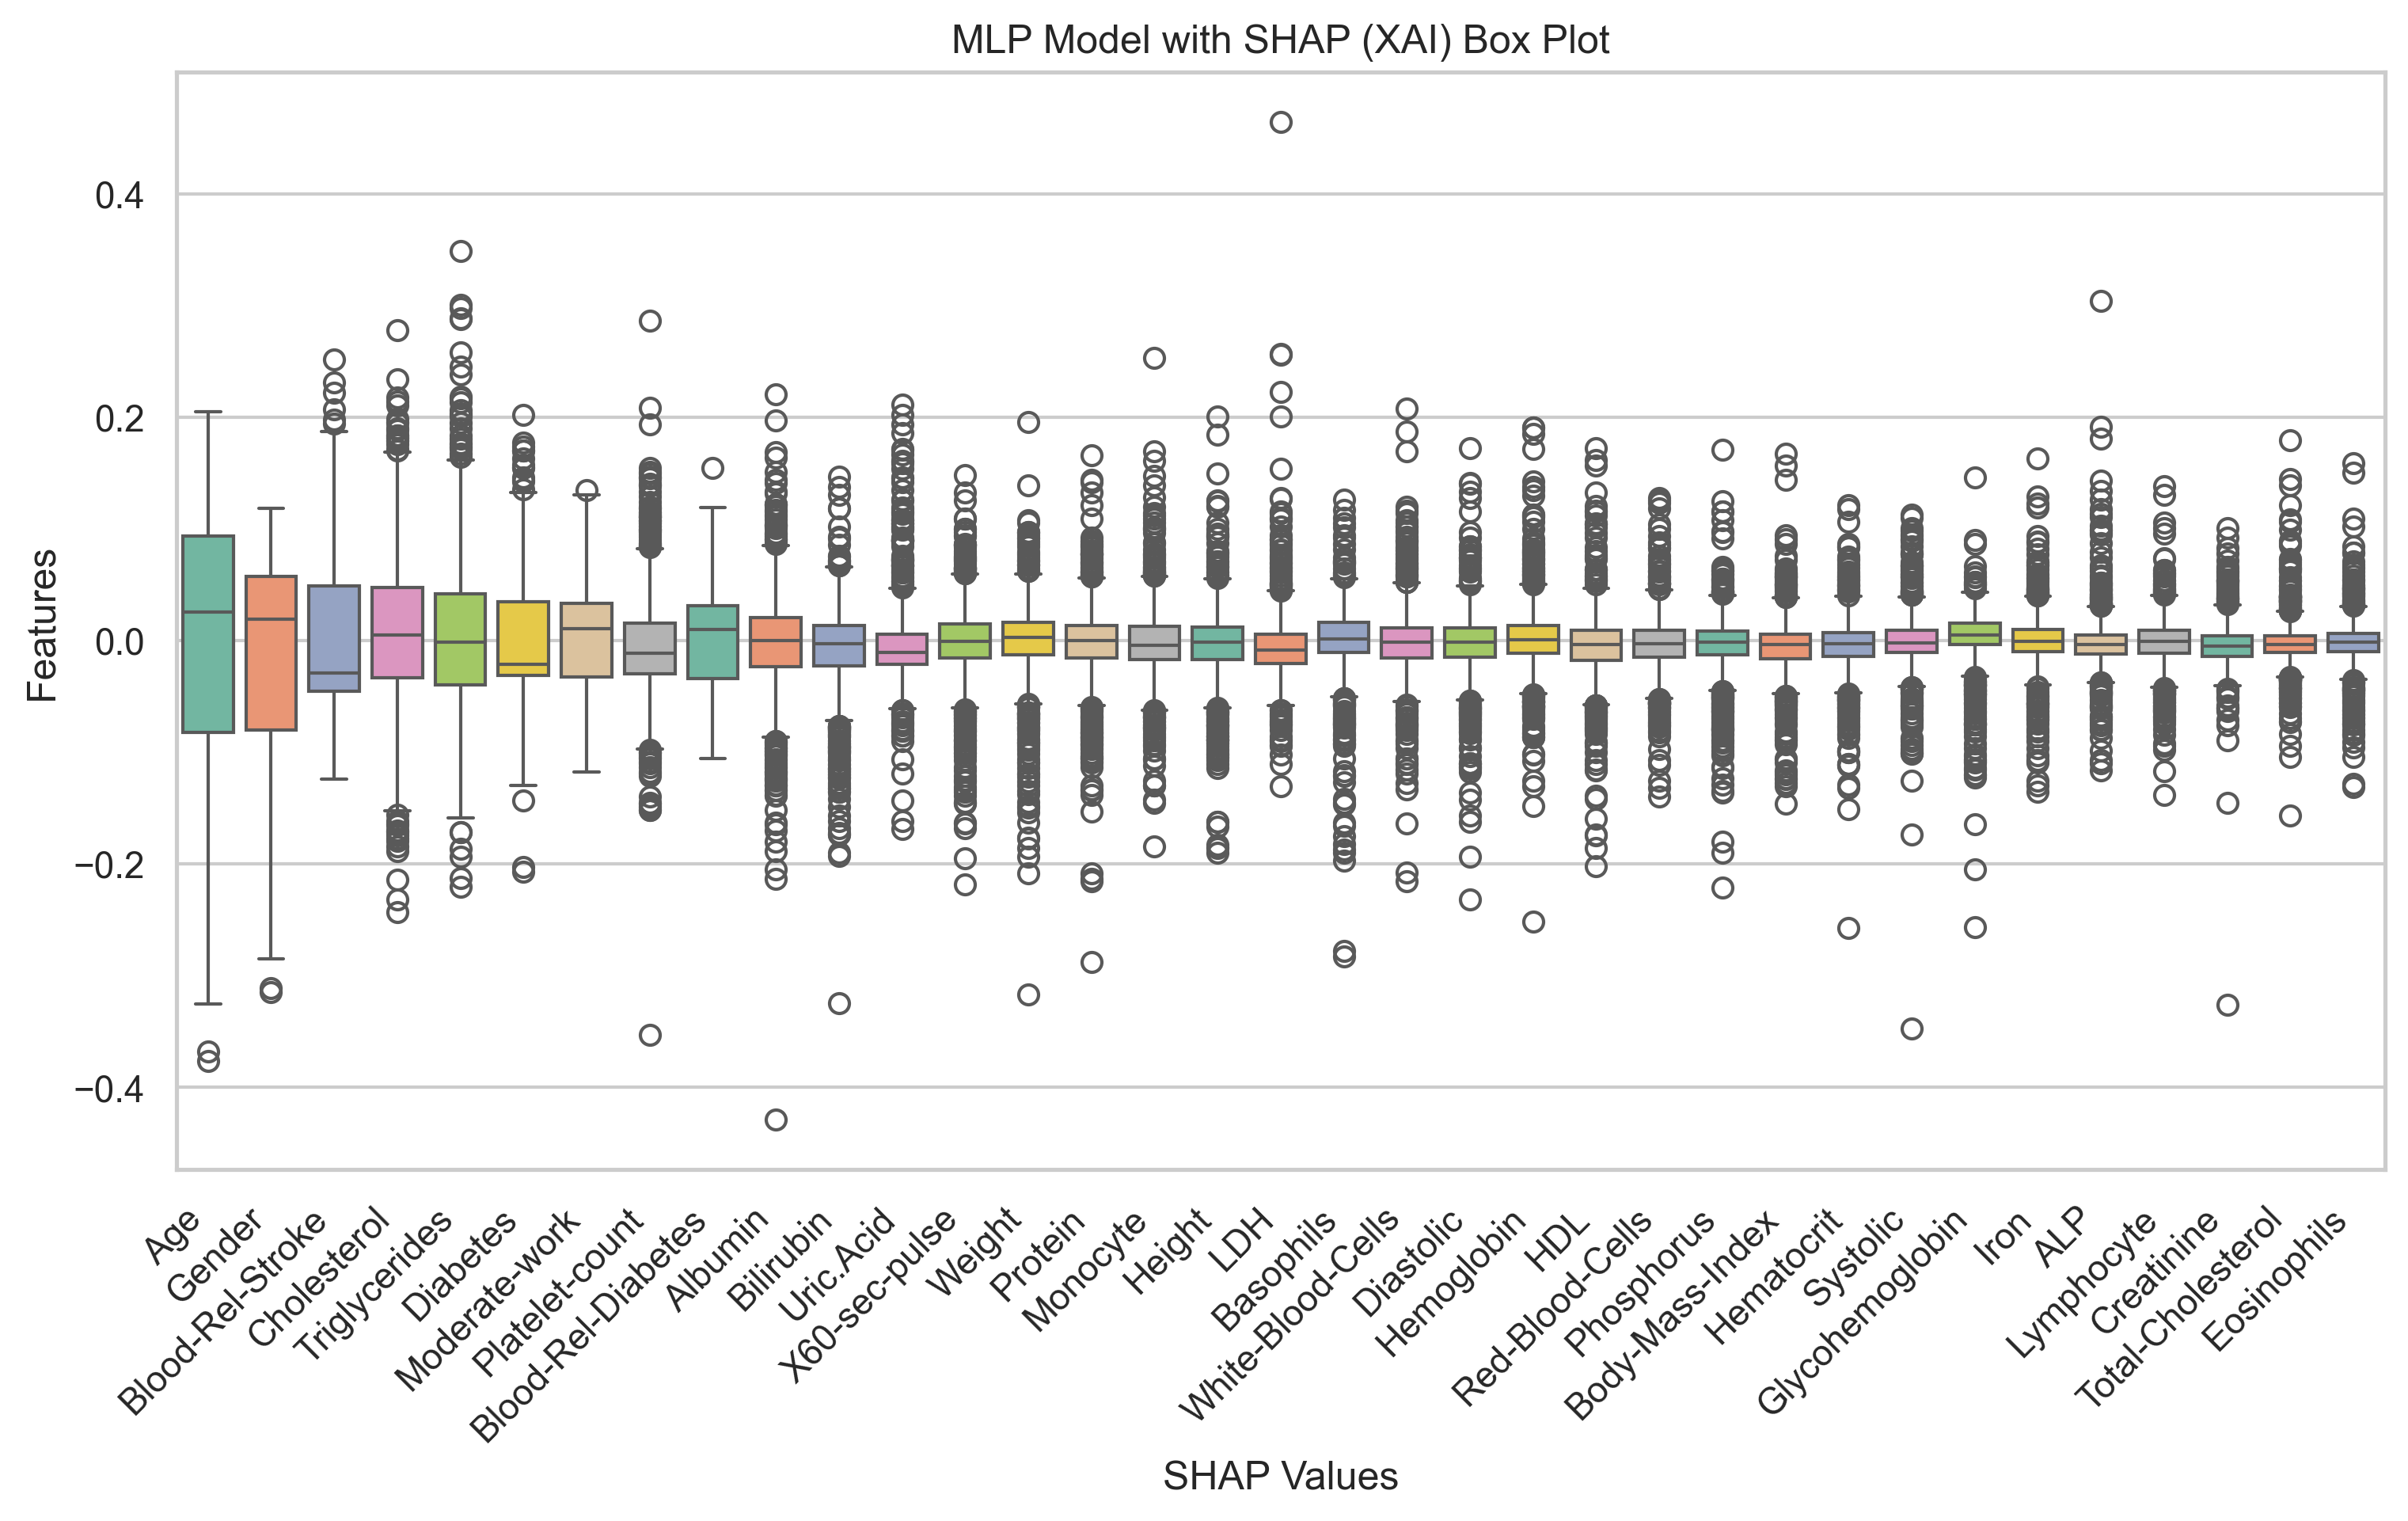 MLP Model with SHAP (XAI) Box Plot
Features
0.4
0.2
0.0
−0.2
−0.4
Age
Gender
Blood-Rel-Stroke
Cholesterol
Triglycerides
Diabetes
Moderate-work
Platelet-count
Blood-Rel-Diabetes
Albumin
Bilirubin
Uric.Acid
X60-sec-pulse
Weight
Protein
Monocyte
Height
LDH
Basophils
White-Blood-Cells
Diastolic
Hemoglobin
HDL
Red-Blood-Cells
Phosphorus
Body-Mass-Index
Hematocrit
Systolic
Glycohemoglobin
Iron
ALP
Lymphocyte
Creatinine
Total-Cholesterol
Eosinophils
SHAP Values